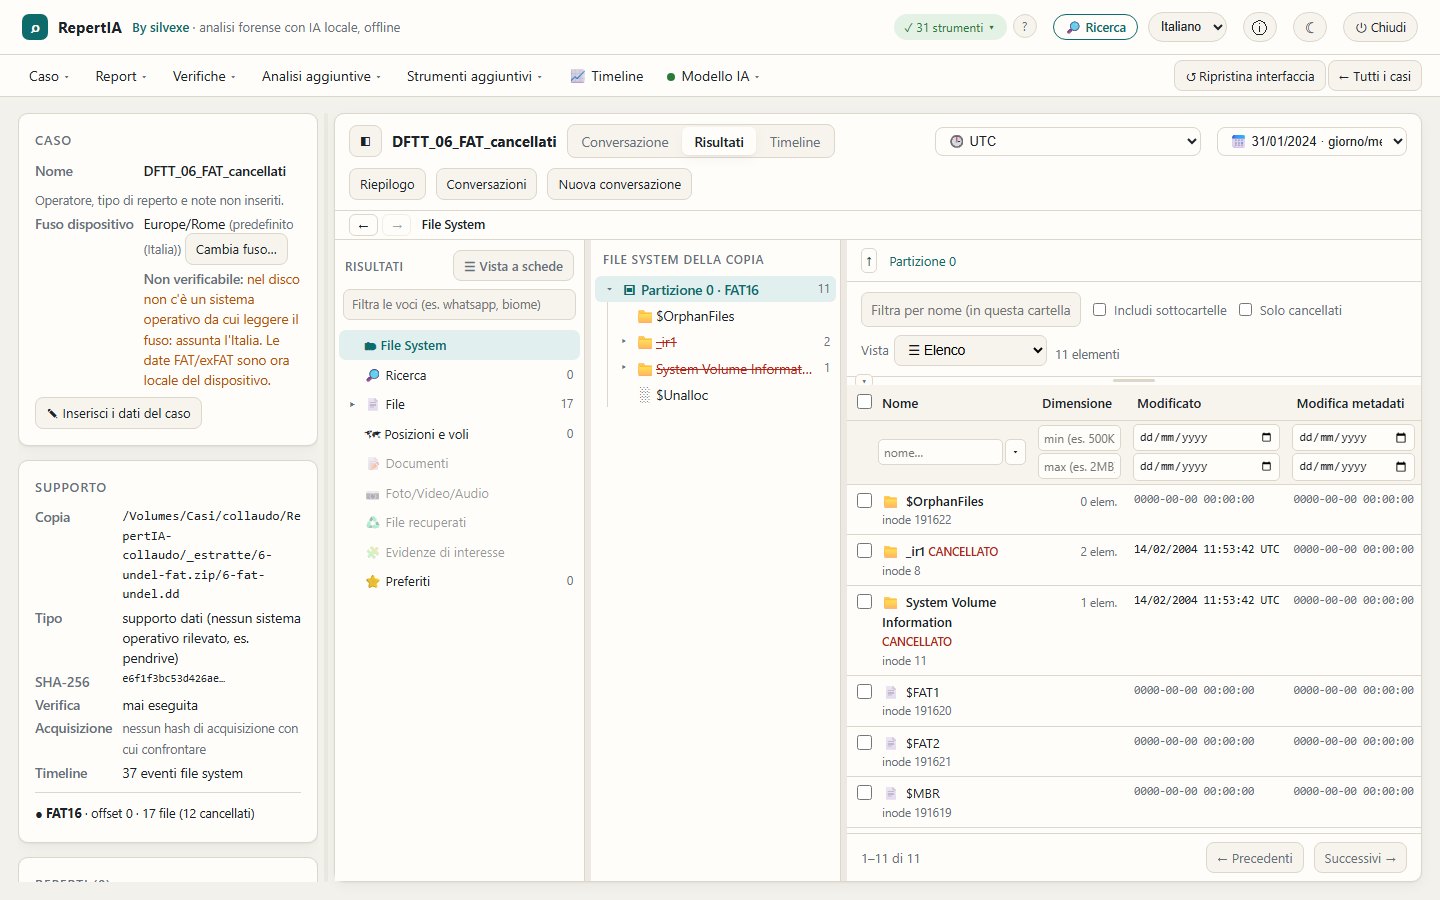 RepertIA By silvexe · analisi forense con IA locale, offline
✓ 31 strumenti ▾ ? Ricerca Italiano Chiudi
Caso Report Verifiche Analisi aggiuntive Strumenti aggiuntivi Timeline ● Modello IA
↺ Ripristina interfaccia ← Tutti i casi
CASO
Nome DFTT_06_FAT_cancellati
Operatore, tipo di reperto e note non inseriti.
Fuso dispositivo Europe/Rome (predefinito
(Italia)) Cambia fuso...
Non verificabile: nel disco
non c'è un sistema
operativo da cui leggere il
fuso: assunta l'Italia. Le
date FAT/exFAT sono ora
locale del dispositivo.
Inserisci i dati del caso
SUPPORTO
Copia /Volumes/Casi/collaudo/Re
pertIA-
collaudo/_estratte/6-
undel-fat.zip/6-fat-
undel.dd
Tipo supporto dati (nessun sistema
operativo rilevato, es.
pendrive)
SHA-256 e6f1f3bc53d426ae…
Verifica mai eseguita
Acquisizione nessun hash di acquisizione con
cui confrontare
Timeline 37 eventi file system
● FAT16 · offset 0 · 17 file (12 cancellati)
DFTT_06_FAT_cancellati Conversazione Risultati Timeline
UTC
31/01/2024 · giorno/me
Riepilogo Conversazioni Nuova conversazione
← → File System
RISULTATI ☰ Vista a schede
Filtra le voci (es. whatsapp, biome)
File System
Ricerca 0
File 17
Posizioni e voli 0
Documenti
Foto/Video/Audio
File recuperati
Evidenze di interesse
Preferiti 0
FILE SYSTEM DELLA COPIA
Partizione 0 · FAT16 11
$OrphanFiles
_ir1 2
System Volume Informat... 1
$Unalloc
↑ Partizione 0
Filtra per nome (in questa cartella Includi sottocartelle Solo cancellati
Vista ☰ Elenco 11 elementi
Nome Dimensione Modificato Modifica metadati
nome...
min (es. 500K dd/mm/yyyy dd/mm/yyyy
max (es. 2MB dd/mm/yyyy dd/mm/yyyy
$OrphanFiles 0 elem. 0000-00-00 00:00:00 0000-00-00 00:00:00
inode 191622
_ir1 CANCELLATO 2 elem. 14/02/2004 11:53:42 UTC 0000-00-00 00:00:00
inode 8
System Volume 1 elem. 14/02/2004 11:53:42 UTC 0000-00-00 00:00:00
Information
CANCELLATO
inode 11
$FAT1 0000-00-00 00:00:00 0000-00-00 00:00:00
inode 191620
$FAT2 0000-00-00 00:00:00 0000-00-00 00:00:00
inode 191621
$MBR 0000-00-00 00:00:00 0000-00-00 00:00:00
inode 191619
1–11 di 11 ← Precedenti Successivi →